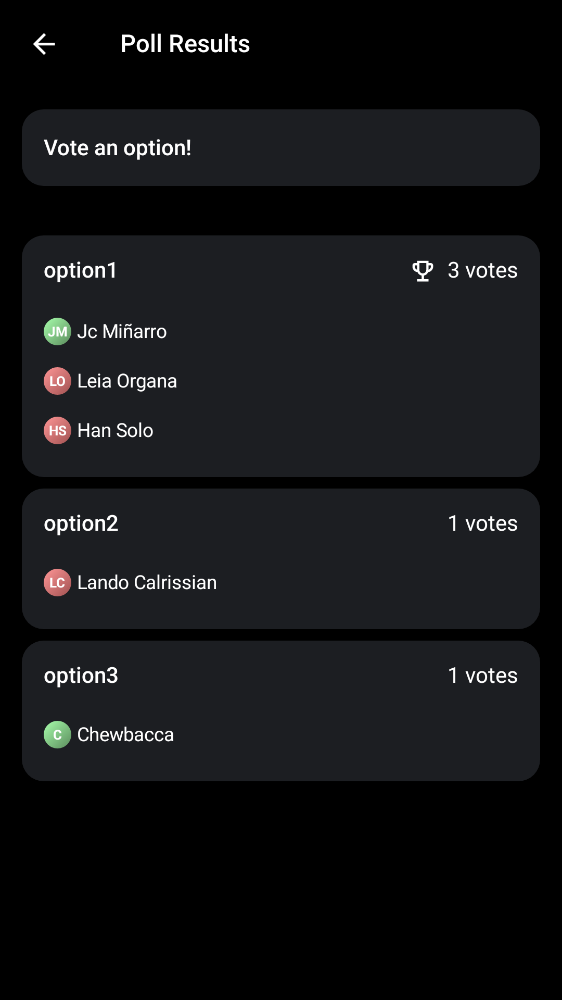 Poll Results
Vote an option!
option1 3 votes
JM Jc Miñarro
LO Leia Organa
HS Han Solo
option2 1 votes
LC Lando Calrissian
option3 1 votes
C Chewbacca